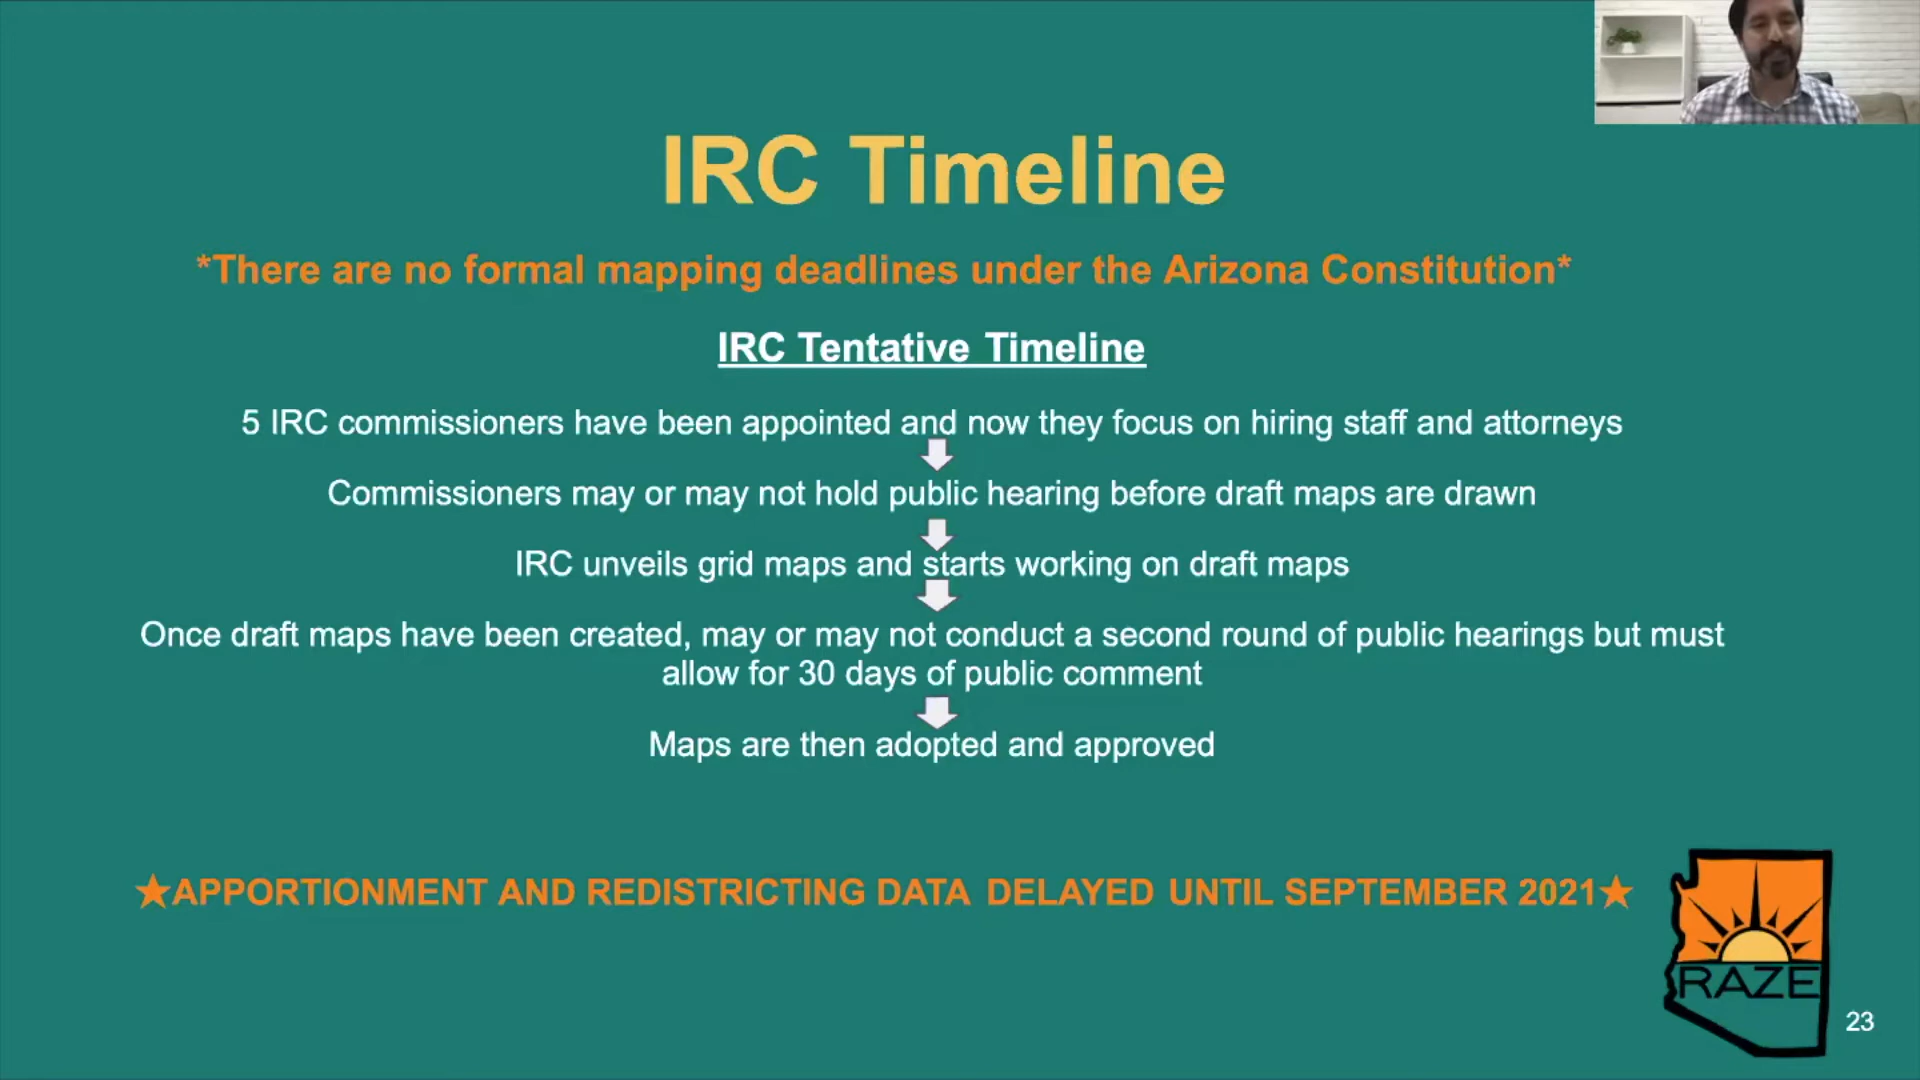 IRC Timeline
*There are no formal mapping deadlines under the Arizona Constitution*
IRC Tentative Timeline
5 IRC commissioners have been appointed and now they focus on hiring staff and attorneys
Commissioners may or may not hold public hearing before draft maps are drawn
IRC unveils grid maps and starts working on draft maps
Once draft maps have been created, may or may not conduct a second round of public hearings but must
allow for 30 days of public comment
Maps are then adopted and approved
★APPORTIONMENT AND REDISTRICTING DATA DELAYED UNTIL SEPTEMBER 2021★
RAZE
23